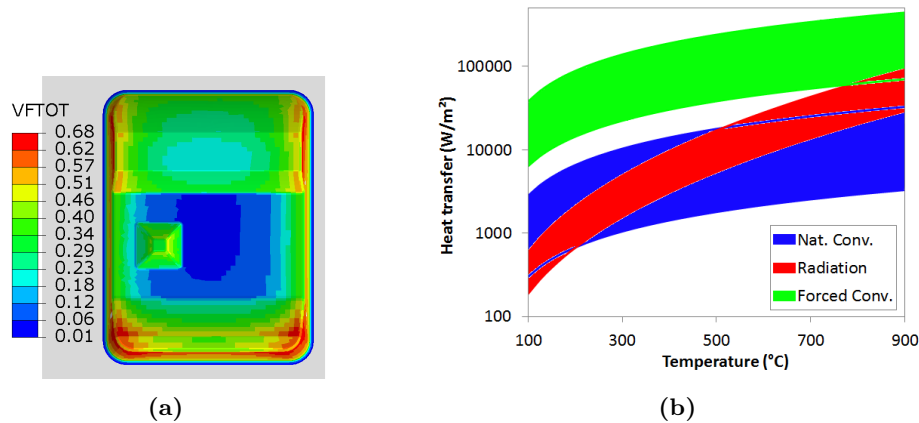 VFTOT
0.68
0.62
0.57
0.51
0.46
0.40
0.34
0.29
0.23
0.18
0.12
0.06
0.01
(a)
Heat transfer (W/m²)
100000
10000
1000
100
Nat. Conv.
Radiation
Forced Conv.
100 300 500 700 900
Temperature (°C)
(b)